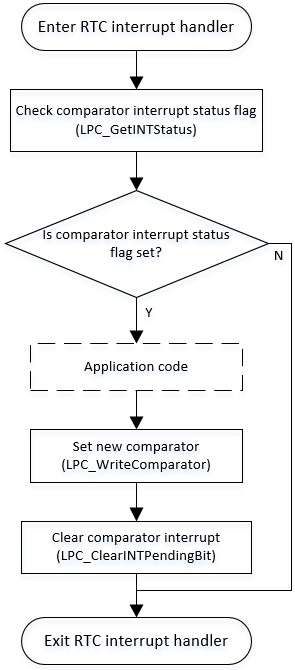 Enter RTC interrupt handler
Check comparator interrupt status flag
(LPC_GetINTStatus)
Is comparator interrupt status
flag set?
N
Y
Application code
Set new comparator
(LPC_WriteComparator)
Clear comparator interrupt
(LPC_ClearINTPendingBit)
Exit RTC interrupt handler